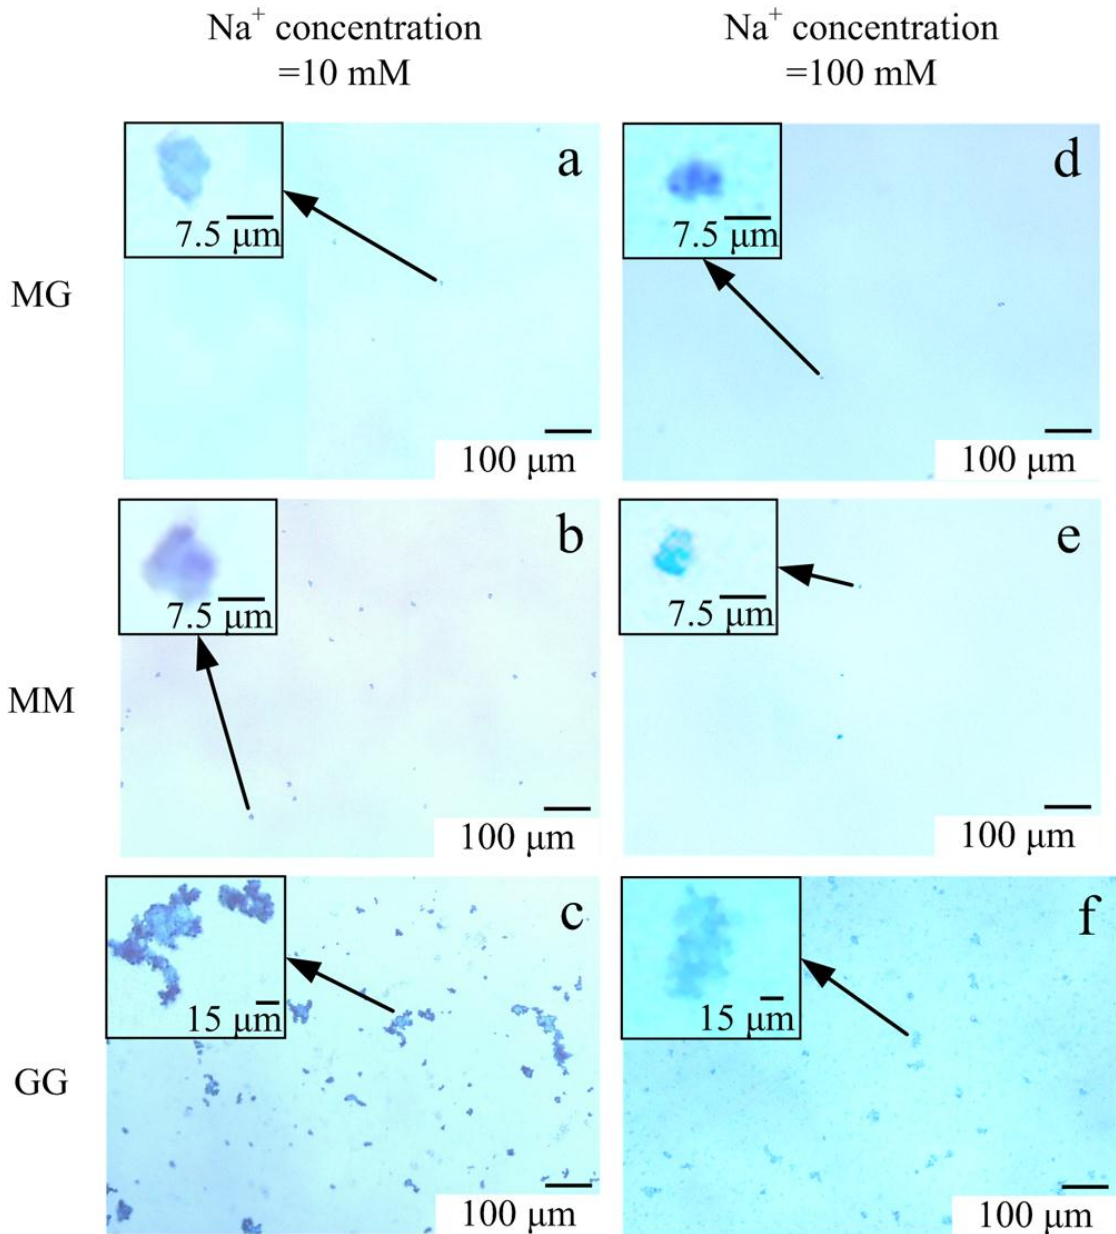 Na⁺ concentration
=10 mM
Na⁺ concentration
=100 mM
MG
a
7.5 μm
100 μm
d
7.5 μm
100 μm
MM
b
7.5 μm
100 μm
e
7.5 μm
100 μm
GG
c
15 μm
100 μm
f
15 μm
100 μm